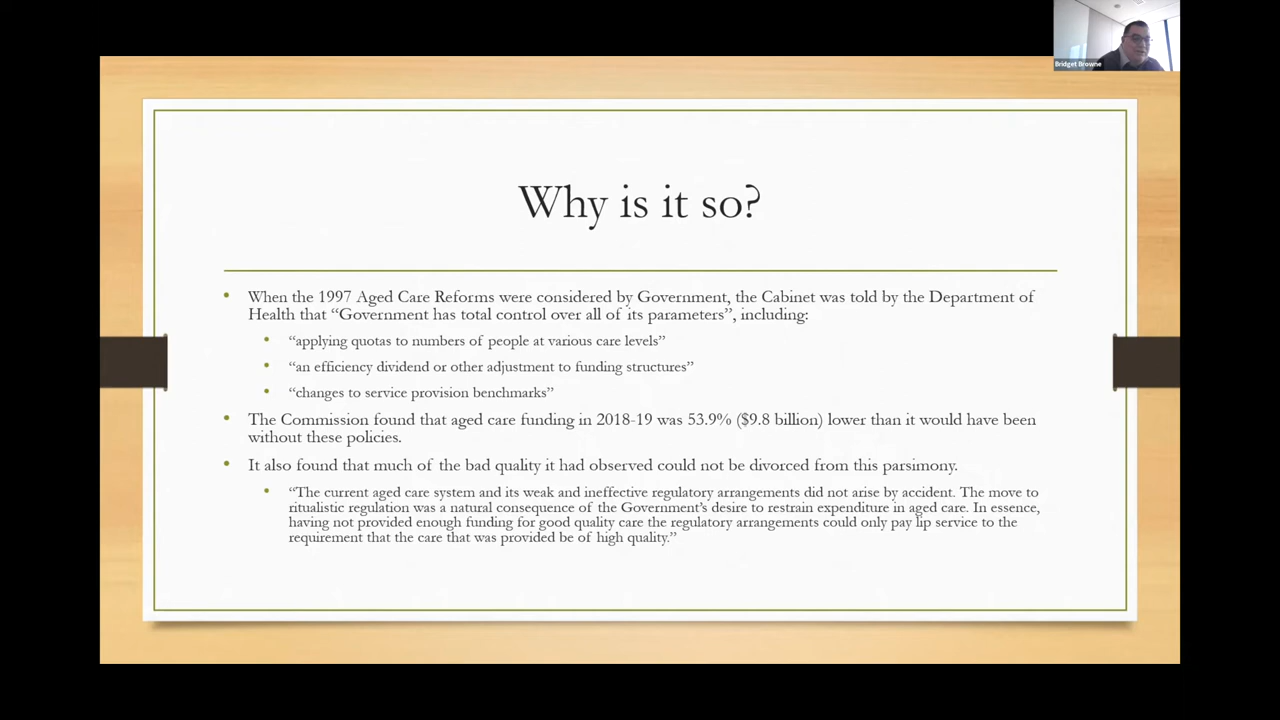 Bridget Browne
Why is it so?
• When the 1997 Aged Care Reforms were considered by Government, the Cabinet was told by the Department of
Health that “Government has total control over all of its parameters”, including:
• “applying quotas to numbers of people at various care levels”
• “an efficiency dividend or other adjustment to funding structures”
• “changes to service provision benchmarks”
• The Commission found that aged care funding in 2018-19 was 53.9% ($9.8 billion) lower than it would have been
without these policies.
• It also found that much of the bad quality it had observed could not be divorced from this parsimony.
• “The current aged care system and its weak and ineffective regulatory arrangements did not arise by accident. The move to
ritualistic regulation was a natural consequence of the Government’s desire to restrain expenditure in aged care. In essence,
having not provided enough funding for good quality care the regulatory arrangements could only pay lip service to the
requirement that the care that was provided be of high quality.”